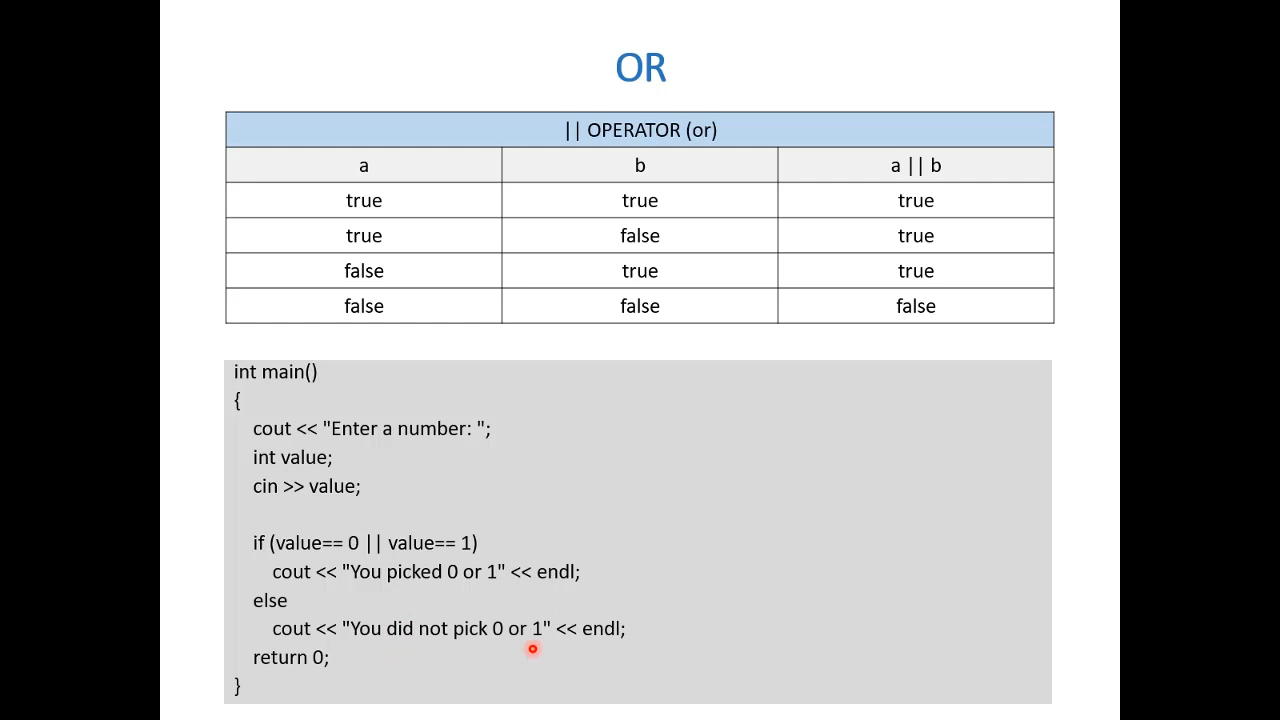 OR
|| OPERATOR (or)
a b a || b
true true true
true false true
false true true
false false false
int main()
{
cout << "Enter a number: ";
int value;
cin >> value;
if (value== 0 || value== 1)
cout << "You picked 0 or 1" << endl;
else
cout << "You did not pick 0 or 1" << endl;
return 0;
}